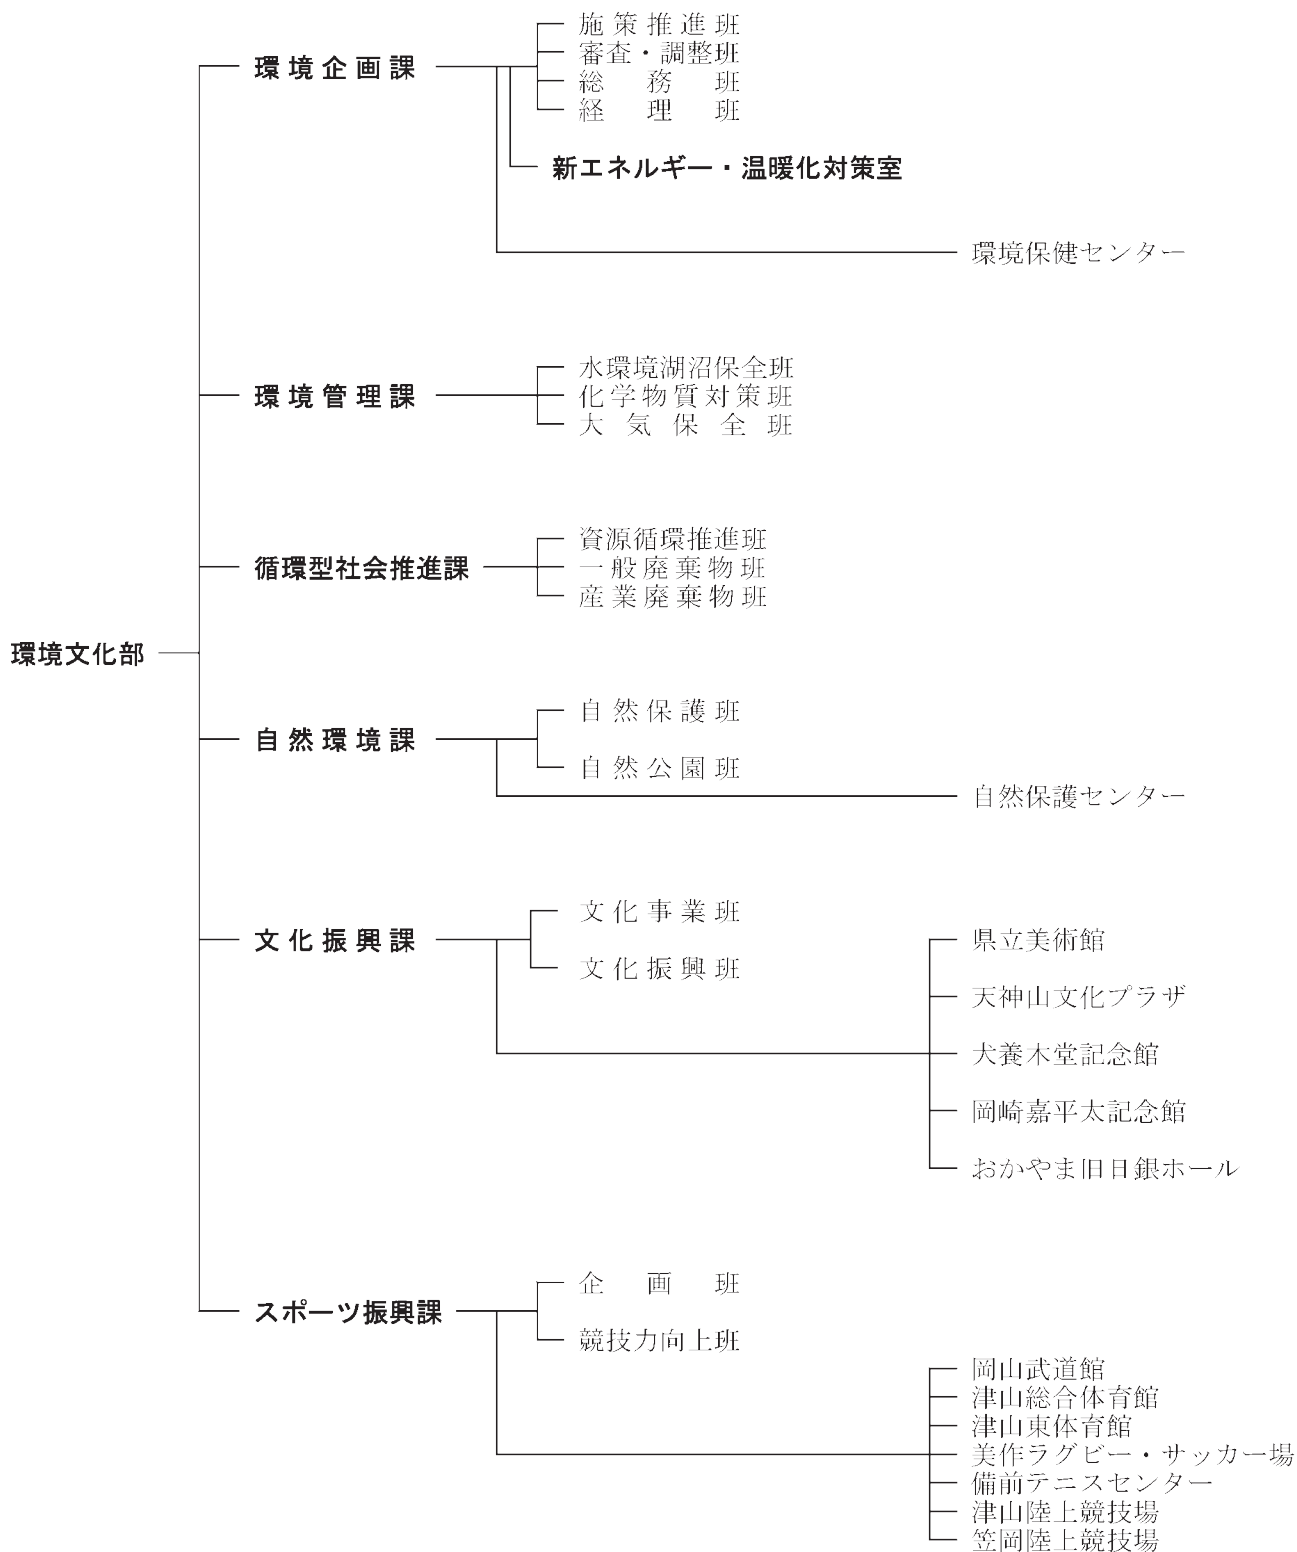 環境文化部
環境企画課
施策推進班
審査・調整班
総務班
経理班
新エネルギー・温暖化対策室
環境保健センター
環境管理課
水環境湖沼保全班
化学物質対策班
大気保全班
循環型社会推進課
資源循環推進班
一般廃棄物班
産業廃棄物班
自然環境課
自然保護班
自然公園班
自然保護センター
文化振興課
文化事業班
文化振興班
県立美術館
天神山文化プラザ
犬養木堂記念館
岡崎嘉平太記念館
おかやま旧日銀ホール
スポーツ振興課
企画班
競技力向上班
岡山武道館
津山総合体育館
津山東体育館
美作ラグビー・サッカー場
備前テニスセンター
津山陸上競技場
笠岡陸上競技場